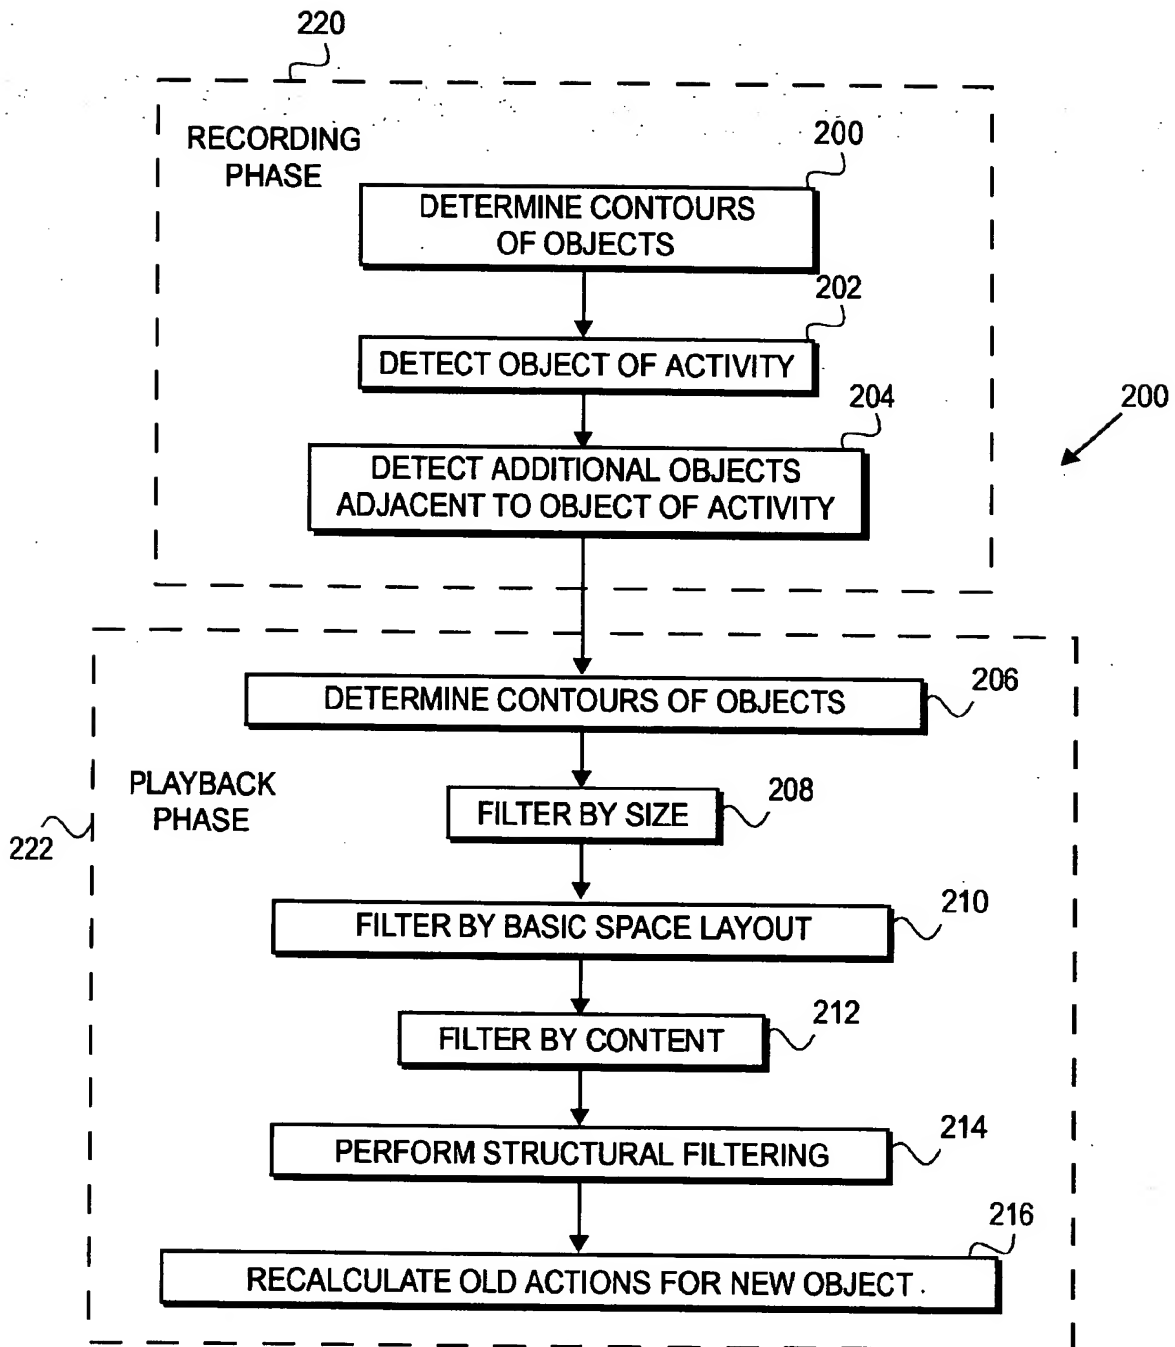 220
RECORDING
PHASE
200
DETERMINE CONTOURS
OF OBJECTS
202
DETECT OBJECT OF ACTIVITY
204
200
DETECT ADDITIONAL OBJECTS
ADJACENT TO OBJECT OF ACTIVITY
206
DETERMINE CONTOURS OF OBJECTS
PLAYBACK
PHASE
222
208
FILTER BY SIZE
210
FILTER BY BASIC SPACE LAYOUT
212
FILTER BY CONTENT
214
PERFORM STRUCTURAL FILTERING
216
RECALCULATE OLD ACTIONS FOR NEW OBJECT